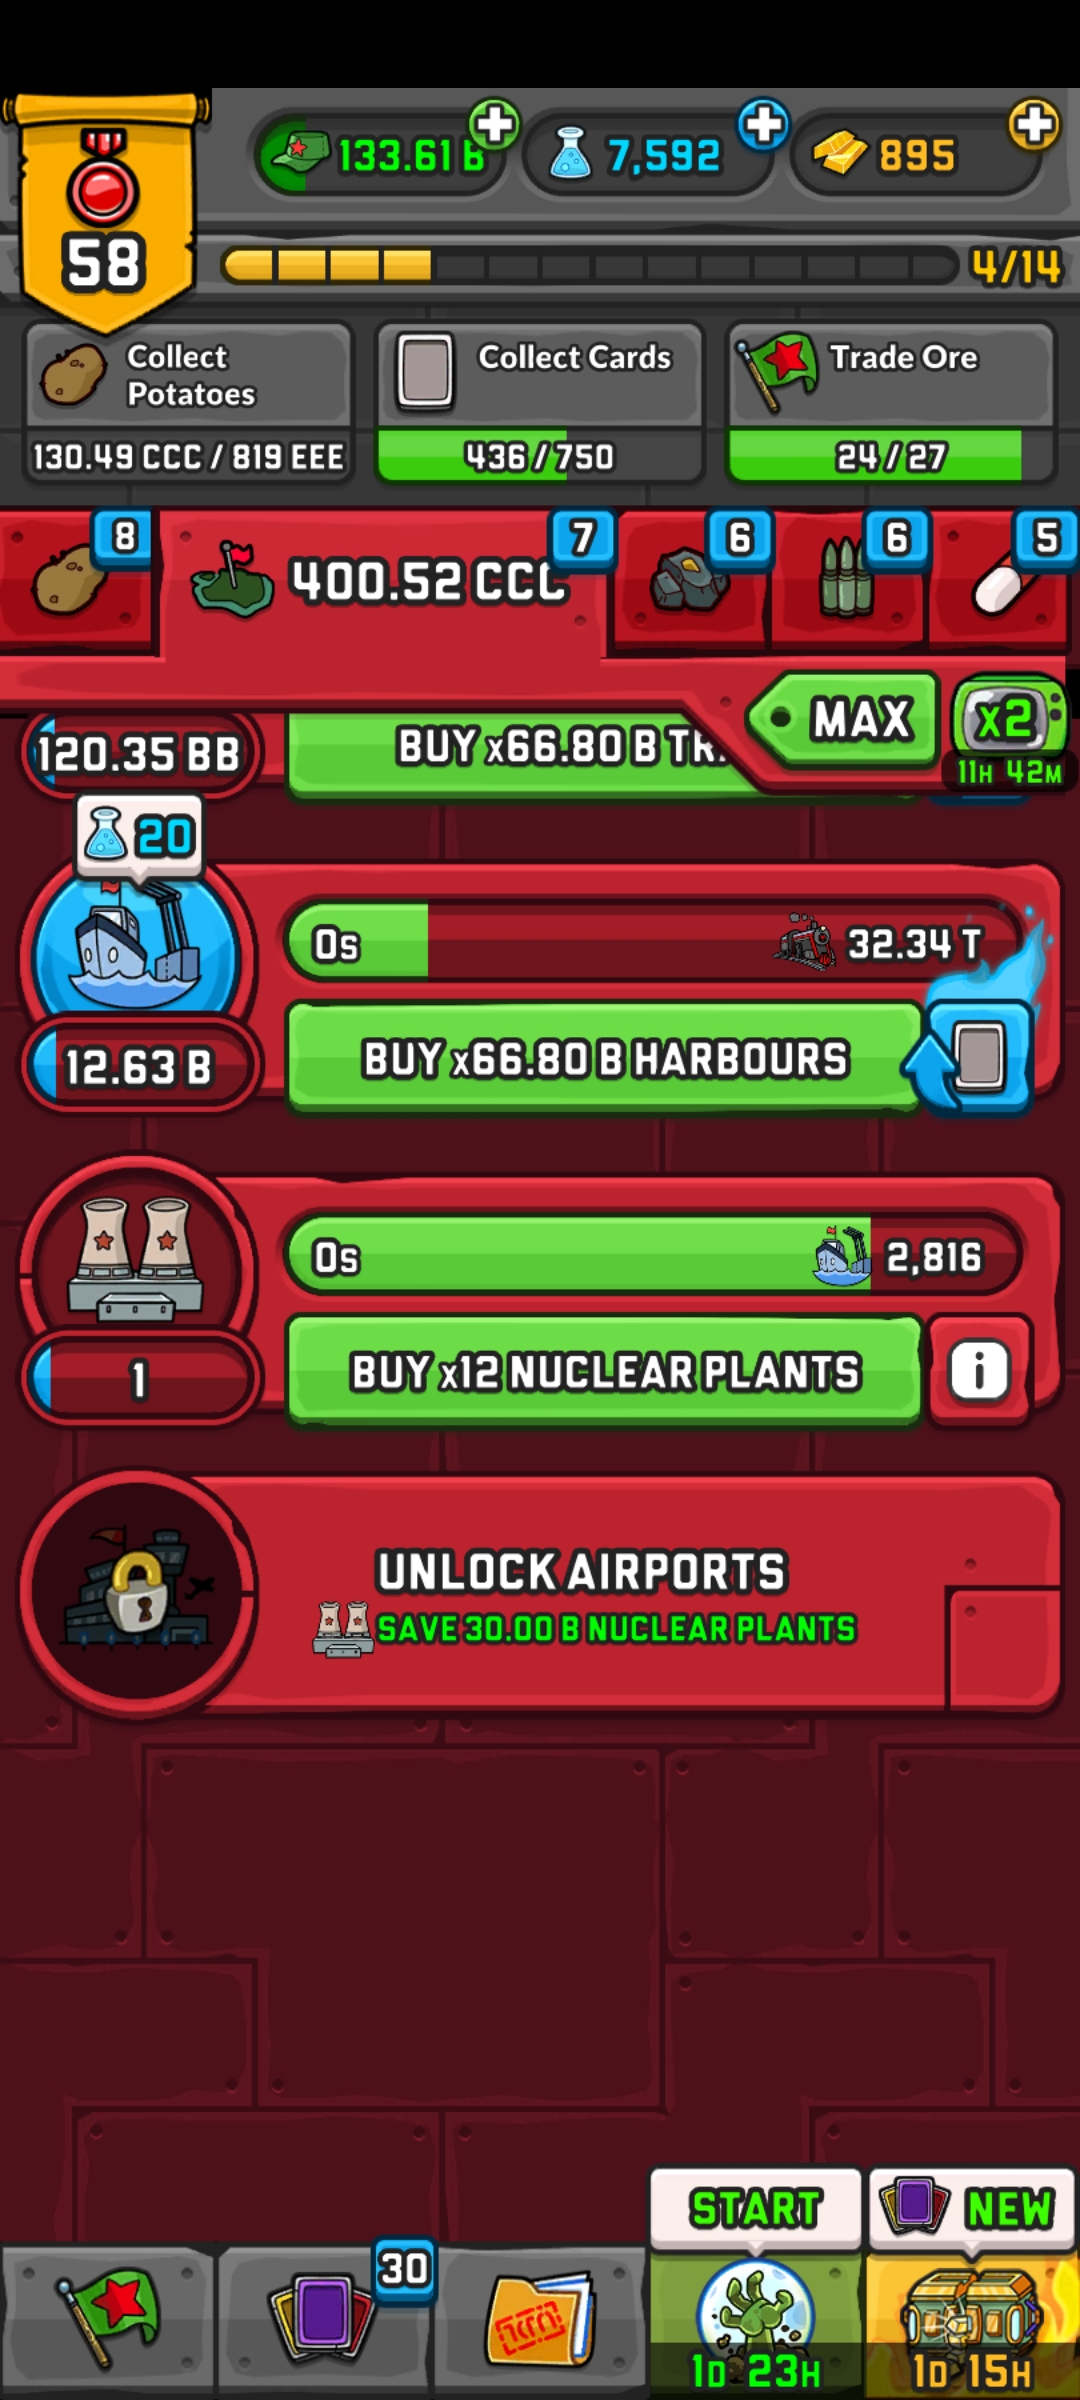 133.61 B
7,592
895
58
4/14
Collect
Potatoes
130.49 CCC / 819 EEE
Collect Cards
436 / 750
Trade Ore
24 / 27
8
400.52 CCC
7
6
6
5
MAX
x2
11H 42M
120.35 BB
BUY x66.80 B
20
0s
32.34 T
12.63 B
BUY x66.80 B HARBOURS
0s
2,816
1
BUY x12 NUCLEAR PLANTS
i
UNLOCK AIRPORTS
SAVE 30.00 B NUCLEAR PLANTS
START
NEW
30
1D 23H
1D 15H